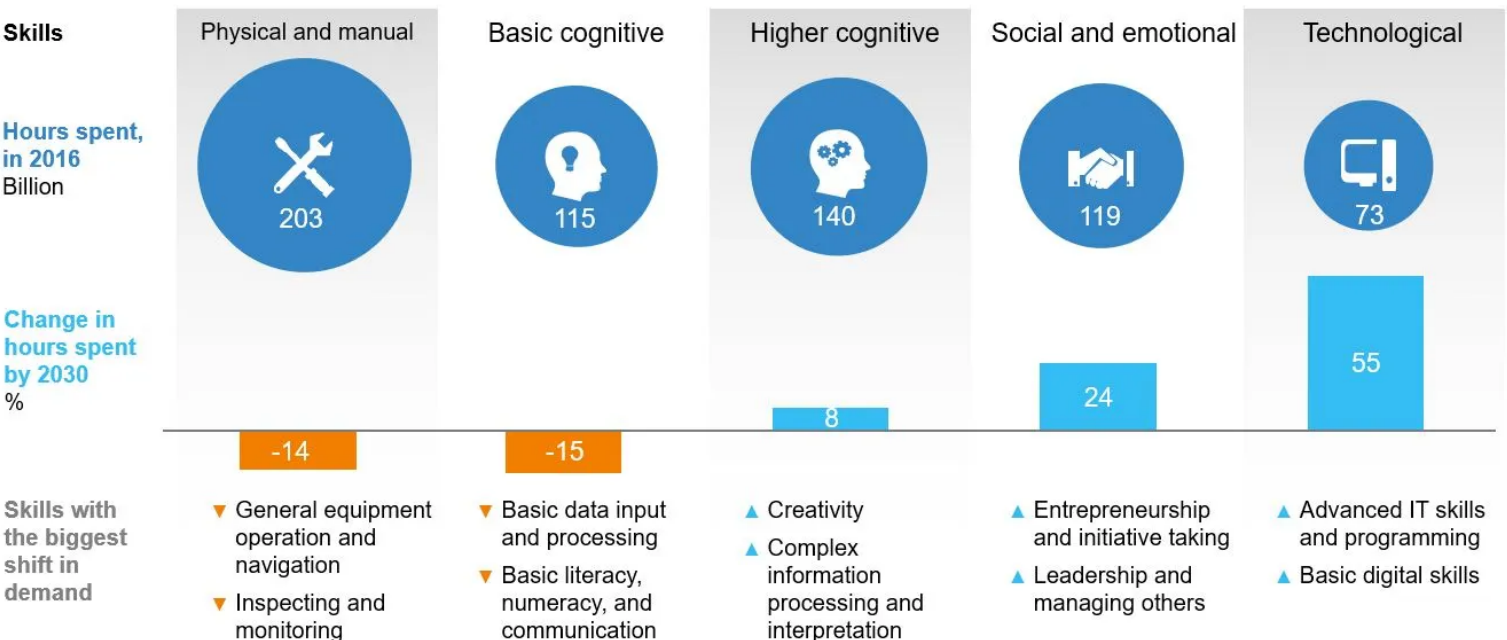 Skills
Physical and manual
Basic cognitive
Higher cognitive
Social and emotional
Technological
Hours spent,
in 2016
Billion
203
115
140
119
73
Change in
hours spent
by 2030
%
-14
-15
8
24
55
Skills with
the biggest
shift in
demand
▼ General equipment
operation and
navigation
▼ Inspecting and
monitoring
▼ Basic data input
and processing
▼ Basic literacy,
numeracy, and
communication
▲ Creativity
▲ Complex
information
processing and
interpretation
▲ Entrepreneurship
and initiative taking
▲ Leadership and
managing others
▲ Advanced IT skills
and programming
▲ Basic digital skills